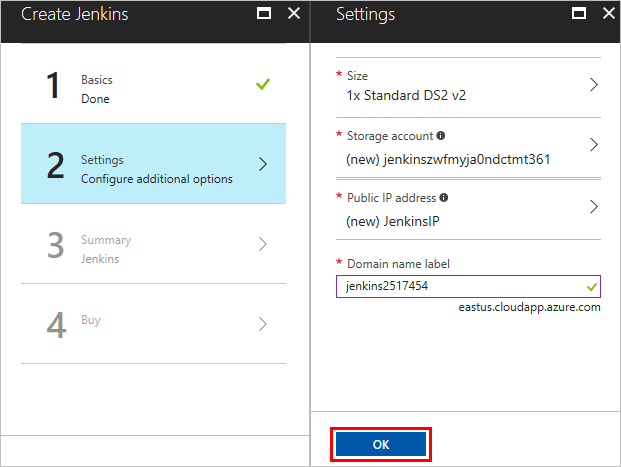 Create Jenkins
1
Basics
Done
2
Settings
Configure additional options
3
Summary
Jenkins
4
Buy
Settings
* Size
1x Standard DS2 v2
* Storage account
(new) jenkinszwfmyja0ndctmt361
* Public IP address
(new) JenkinsIP
* Domain name label
jenkins2517454
eastus.cloudapp.azure.com
OK